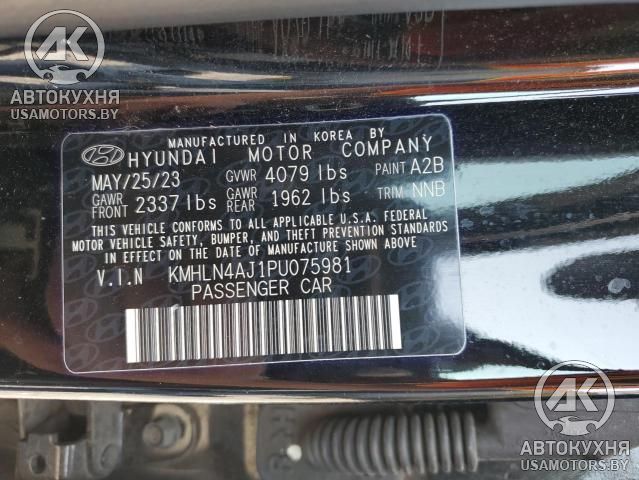 АК
АВТОКУХНЯ
USAMOTORS.BY
MANUFACTURED IN KOREA BY
HYUNDAI MOTOR COMPANY
MAY/25/23 GVWR 4079 lbs PAINT A2B
GAWR FRONT 2337 lbs GAWR REAR 1962 lbs TRIM NNB
THIS VEHICLE CONFORMS TO ALL APPLICABLE U.S.A. FEDERAL
MOTOR VEHICLE SAFETY, BUMPER, AND THEFT PREVENTION STANDARDS
IN EFFECT ON THE DATE OF MANUFACTURE SHOWN ABOVE.
V.I.N KMHLN4AJ1PU075981
PASSENGER CAR
АК
АВТОКУХНЯ
USAMOTORS.BY